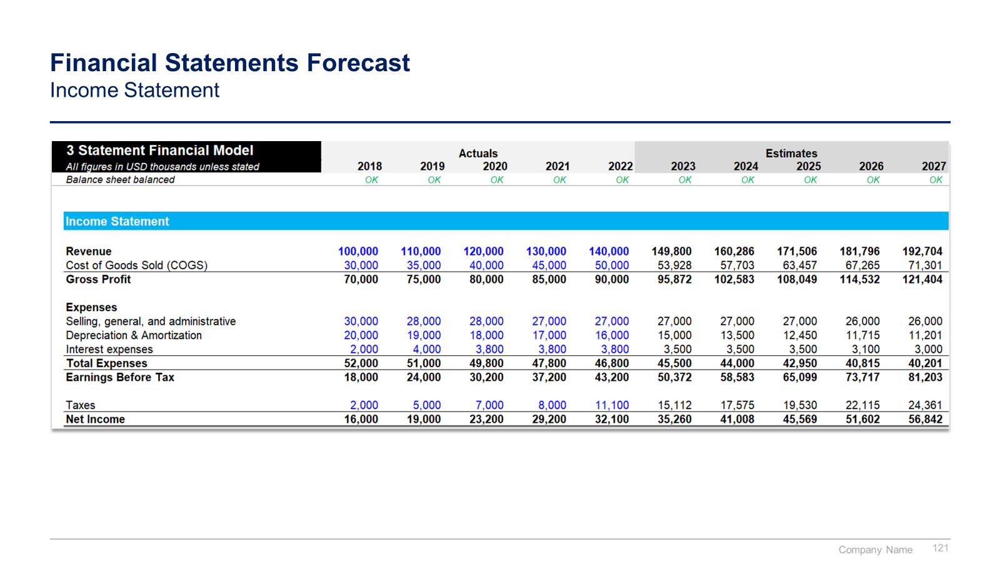 Financial Statements Forecast
Income Statement
3 Statement Financial Model
Actuals Estimates
All figures in USD thousands unless stated 2018 2019 2020 2021 2022 2023 2024 2025 2026 2027
Balance sheet balanced OK OK OK OK OK OK OK OK OK OK
Income Statement
Revenue 100,000 110,000 120,000 130,000 140,000 149,800 160,286 171,506 181,796 192,704
Cost of Goods Sold (COGS) 30,000 35,000 40,000 45,000 50,000 53,928 57,703 63,457 67,265 71,301
Gross Profit 70,000 75,000 80,000 85,000 90,000 95,872 102,583 108,049 114,532 121,404
Expenses
Selling, general, and administrative 30,000 28,000 28,000 27,000 27,000 27,000 27,000 27,000 26,000 26,000
Depreciation & Amortization 20,000 19,000 18,000 17,000 16,000 15,000 13,500 12,450 11,715 11,201
Interest expenses 2,000 4,000 3,800 3,800 3,800 3,500 3,500 3,500 3,100 3,000
Total Expenses 52,000 51,000 49,800 47,800 46,800 45,500 44,000 42,950 40,815 40,201
Earnings Before Tax 18,000 24,000 30,200 37,200 43,200 50,372 58,583 65,099 73,717 81,203
Taxes 2,000 5,000 7,000 8,000 11,100 15,112 17,575 19,530 22,115 24,361
Net Income 16,000 19,000 23,200 29,200 32,100 35,260 41,008 45,569 51,602 56,842
Company Name 121